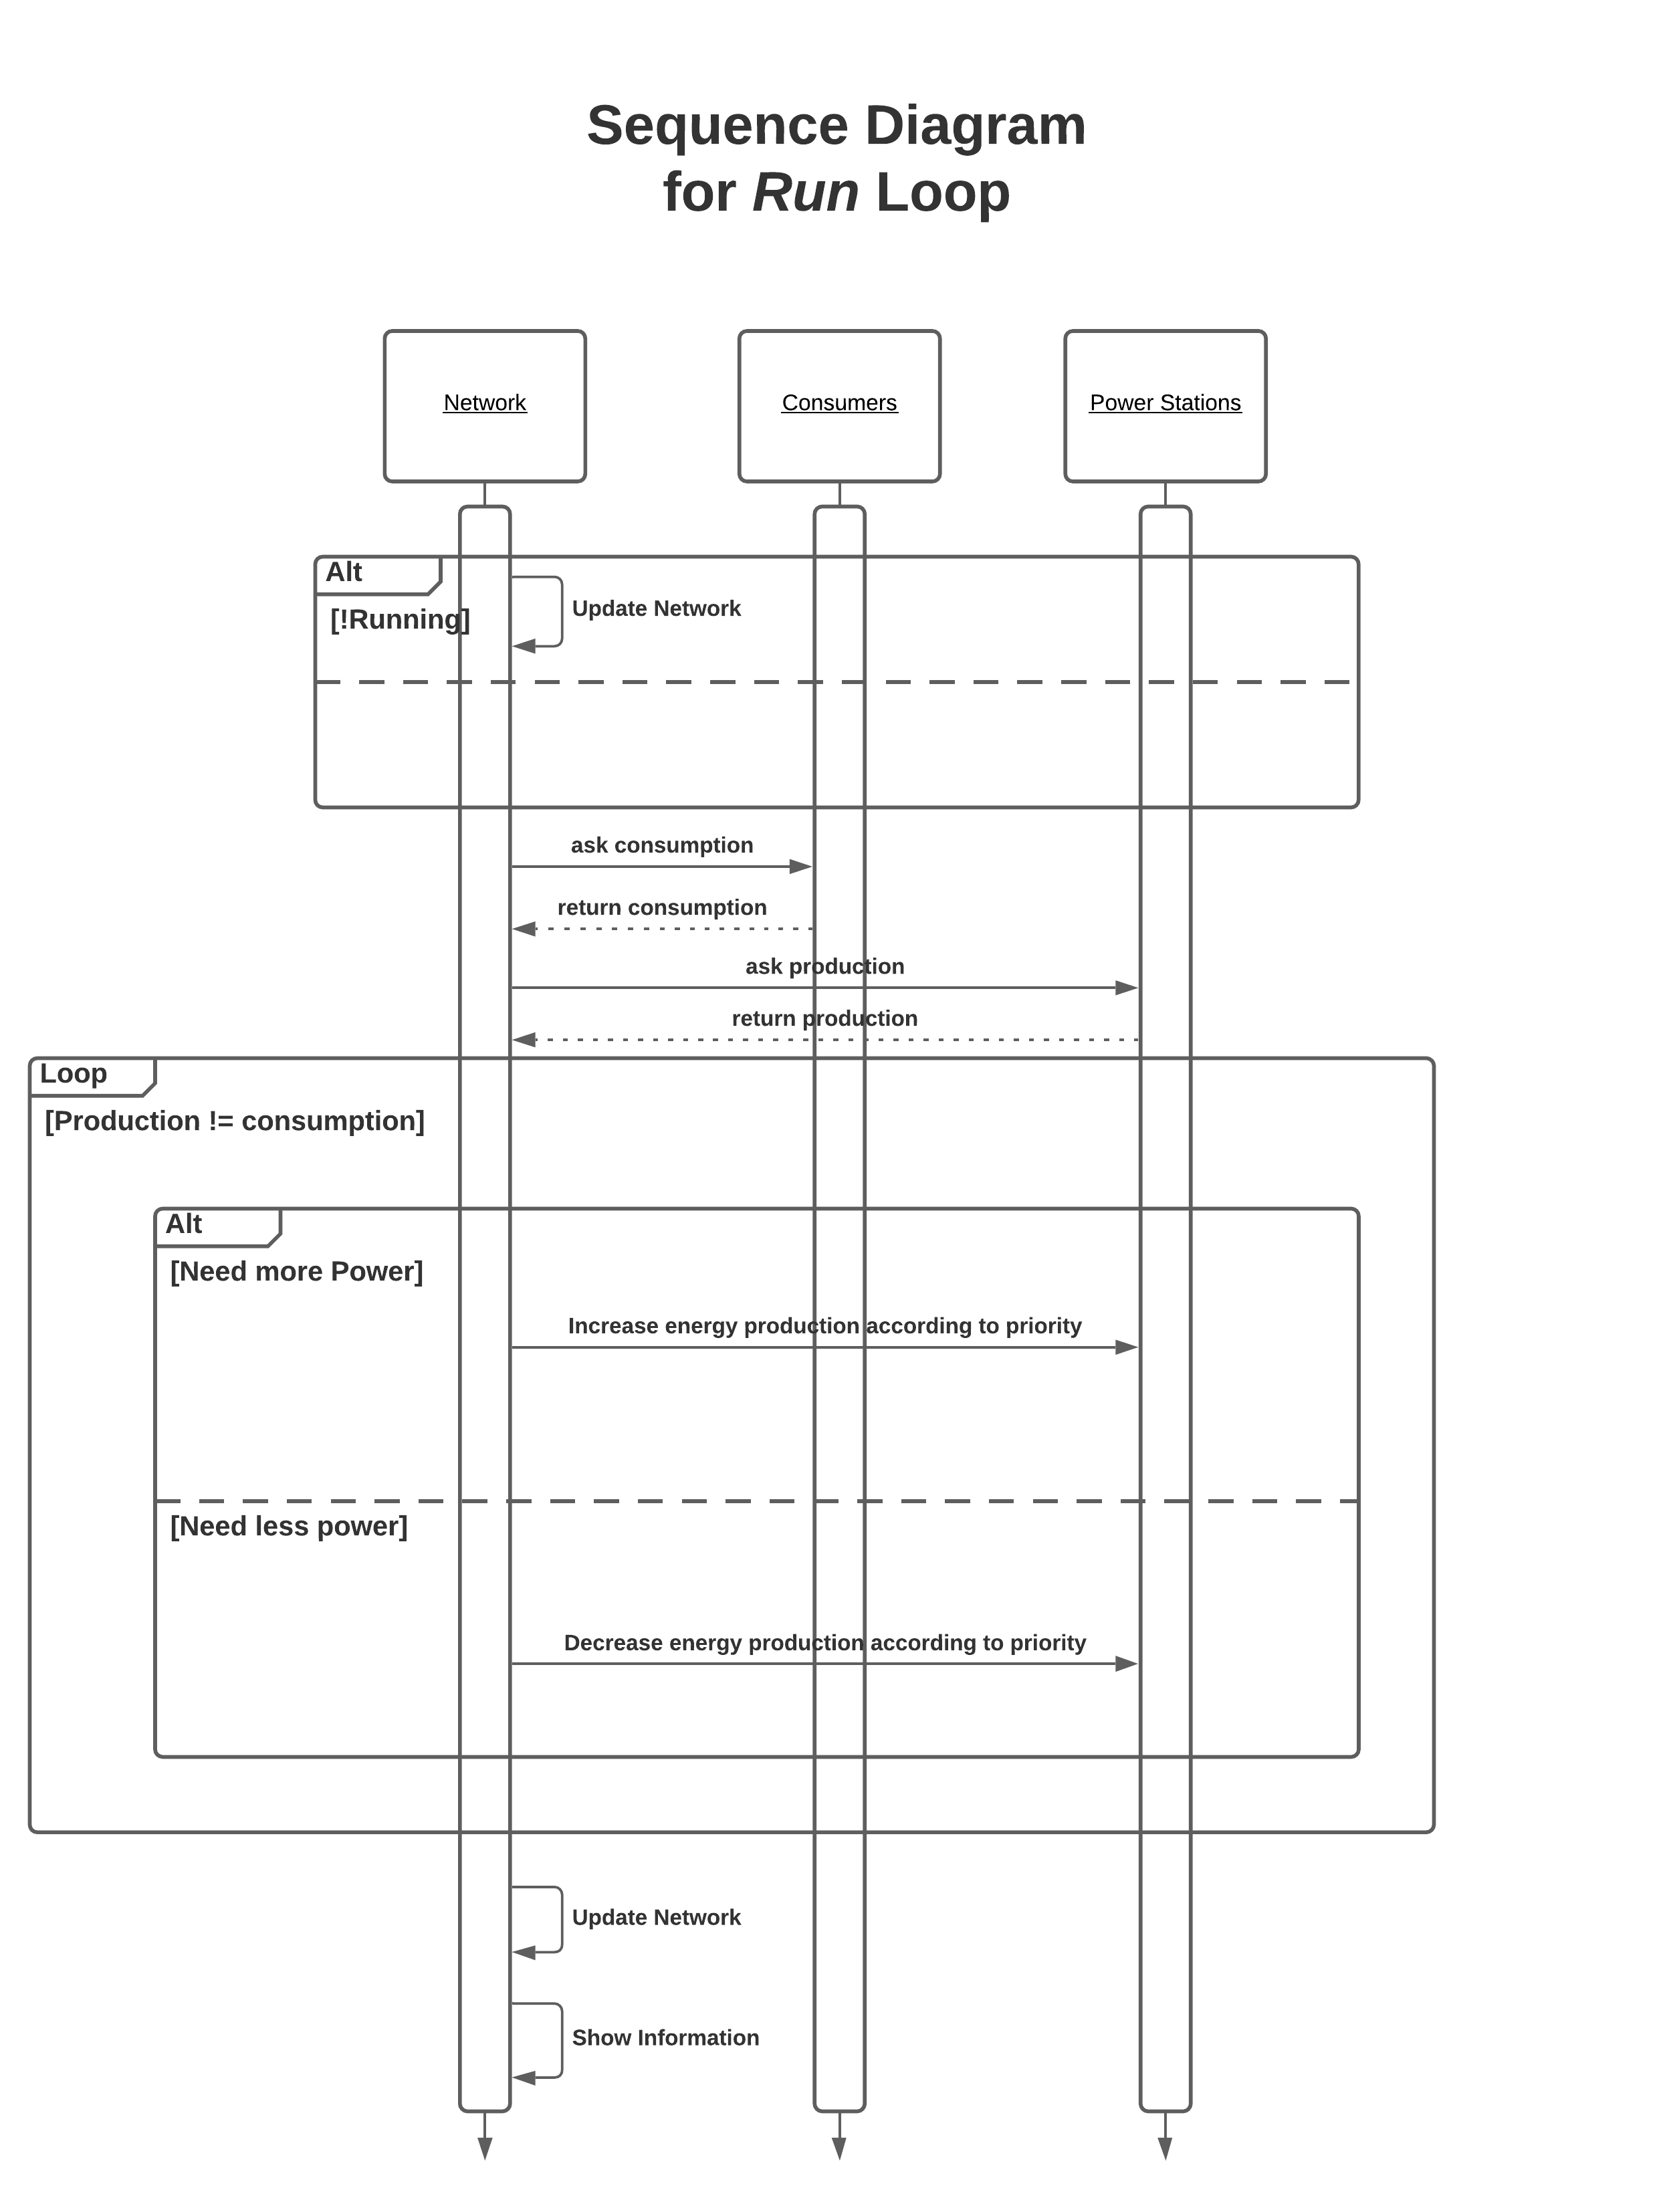 Sequence Diagram
for Run Loop
Network
Consumers
Power Stations
Alt
[!Running]
Update Network
ask consumption
return consumption
ask production
return production
Loop
[Production != consumption]
Alt
[Need more Power]
Increase energy production according to priority
[Need less power]
Decrease energy production according to priority
Update Network
Show Information